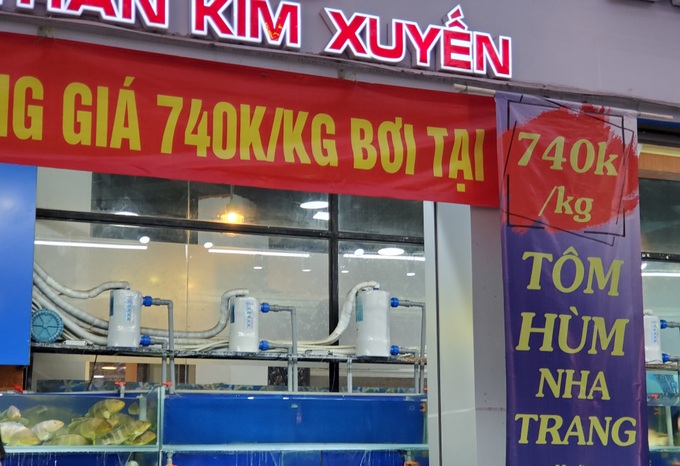 KIM XUYẾN
GIÁ 740K/KG BƠI TẠI
740k
/kg
TÔM
HÙM
NHA
TRANG